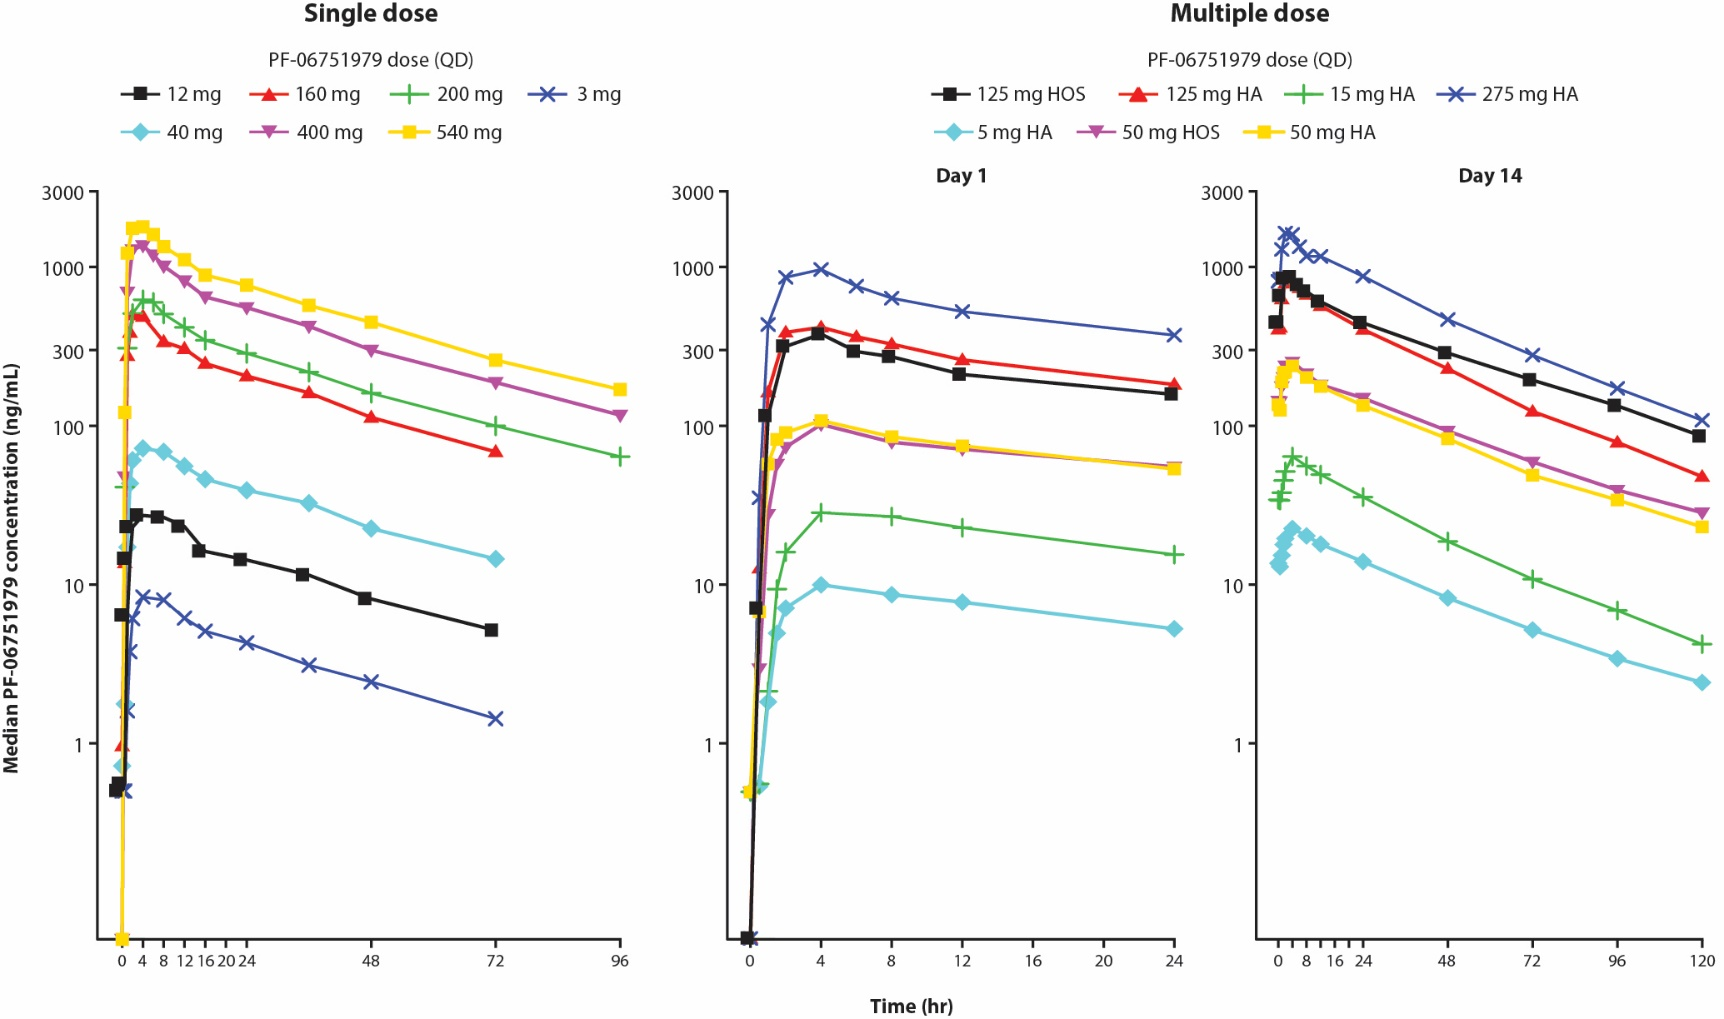 Single dose
Multiple dose
PF-06751979 dose (QD)
12 mg 160 mg 200 mg 3 mg
40 mg 400 mg 540 mg
PF-06751979 dose (QD)
125 mg HOS 125 mg HA 15 mg HA 275 mg HA
5 mg HA 50 mg HOS 50 mg HA
Day 1
Day 14
Median PF-06751979 concentration (ng/mL)
3000
1000
300
100
10
1
0 4 8 12 16 20 24 48 72 96
3000
1000
300
100
10
1
0 4 8 12 16 20 24
3000
1000
300
100
10
1
0 8 16 24 48 72 96 120
Time (hr)